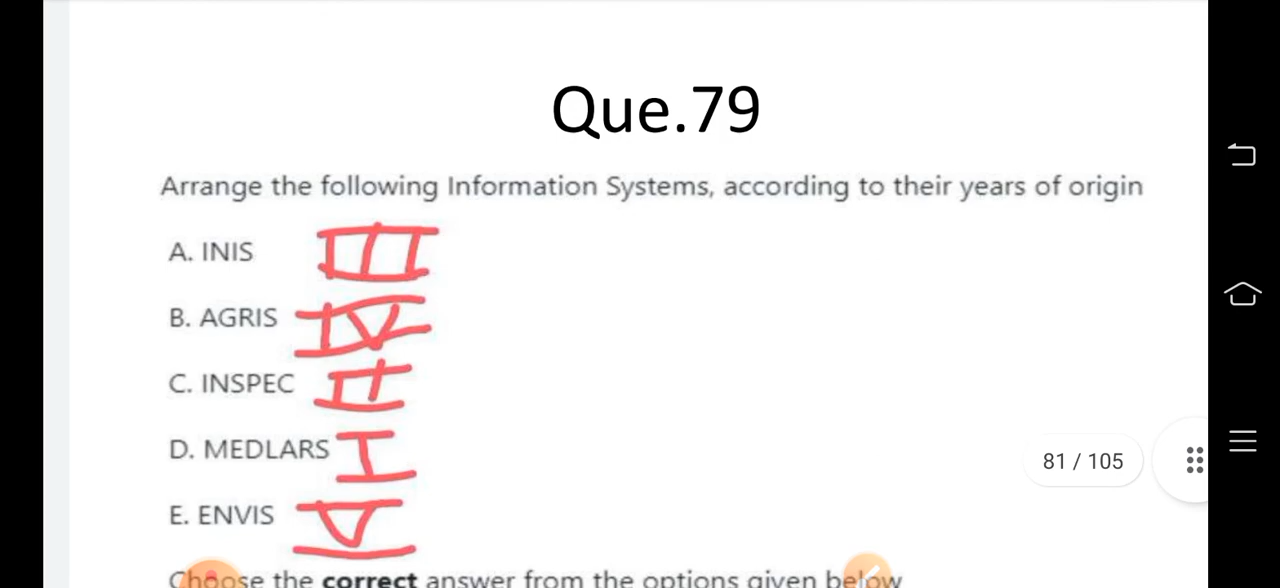 Que.79
Arrange the following Information Systems, according to their years of origin
A. INIS III
B. AGRIS IV
C. INSPEC II
D. MEDLARS I
E. ENVIS V
81 / 105
Choose the correct answer from the options given below